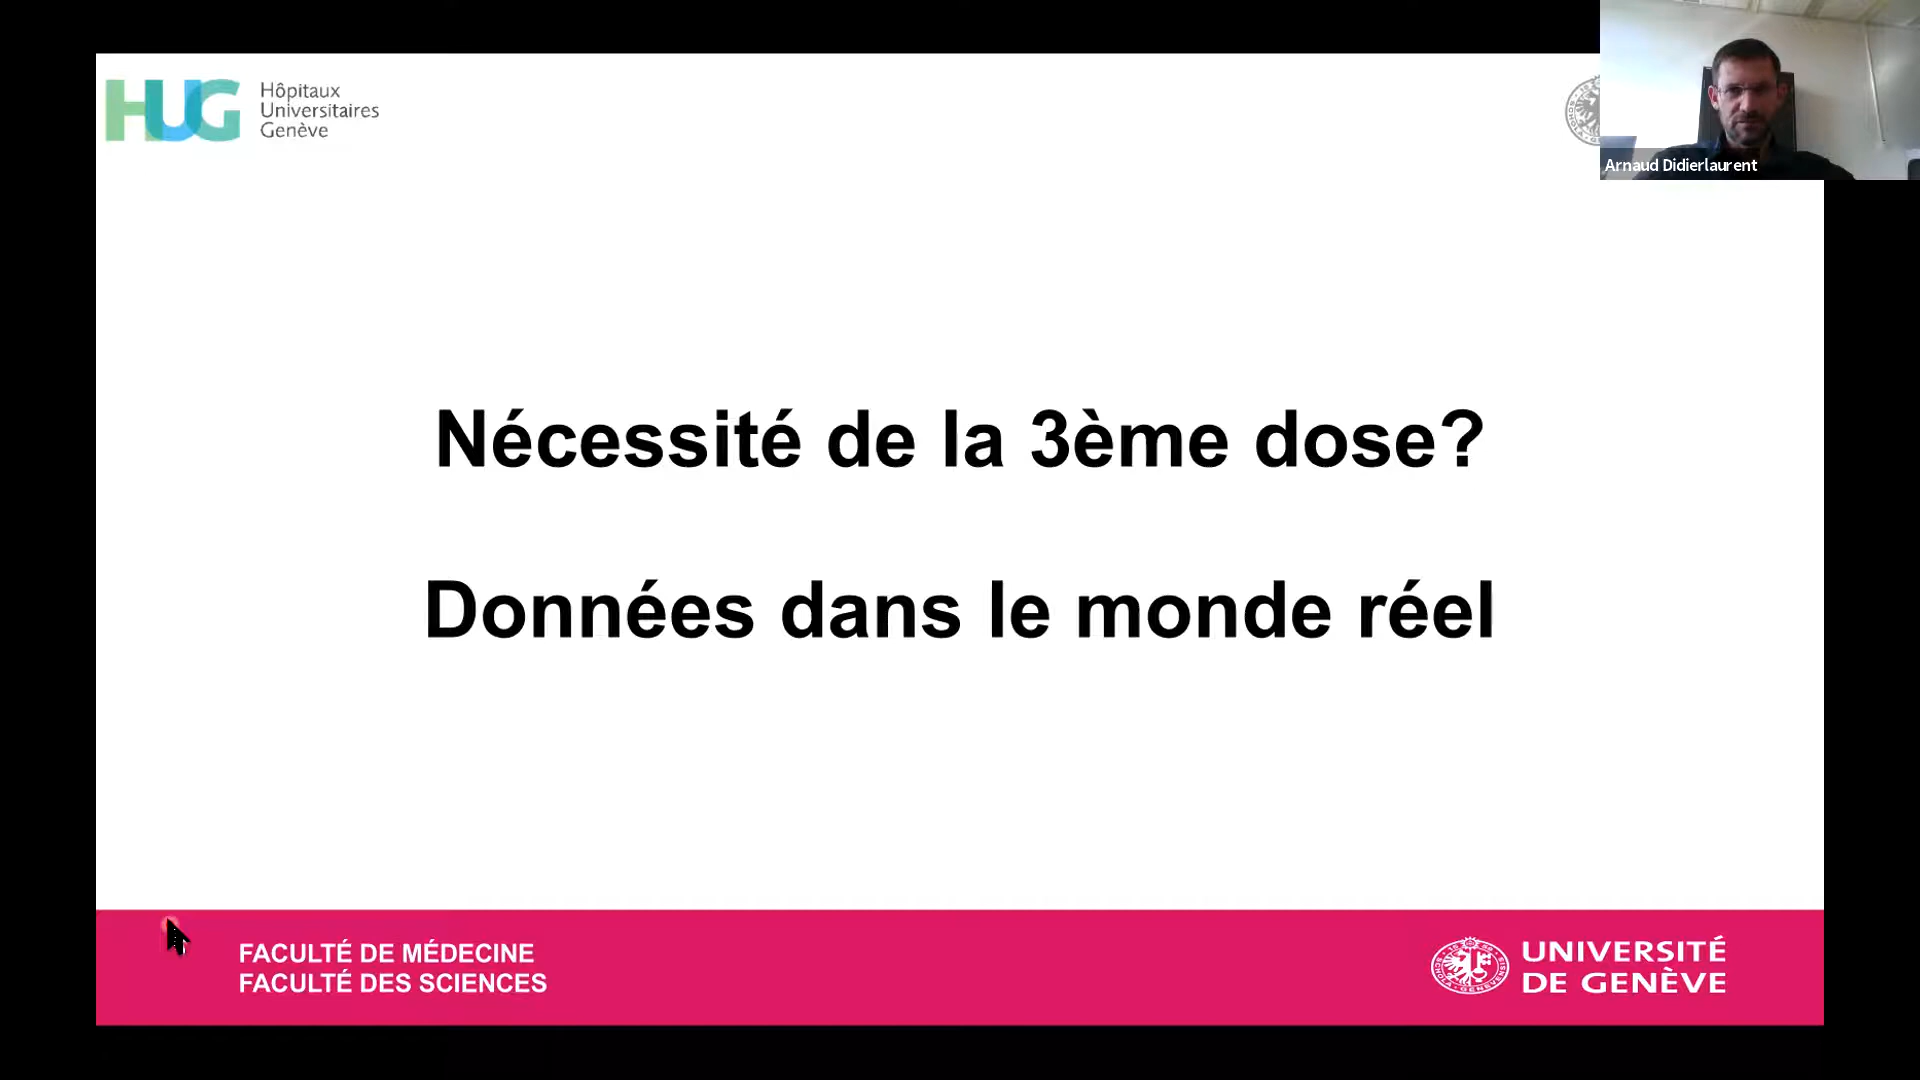 HUG
Hôpitaux
Universitaires
Genève
Arnaud Didierlaurent
Nécessité de la 3ème dose?
Données dans le monde réel
FACULTÉ DE MÉDECINE
FACULTÉ DES SCIENCES
UNIVERSITÉ
DE GENÈVE